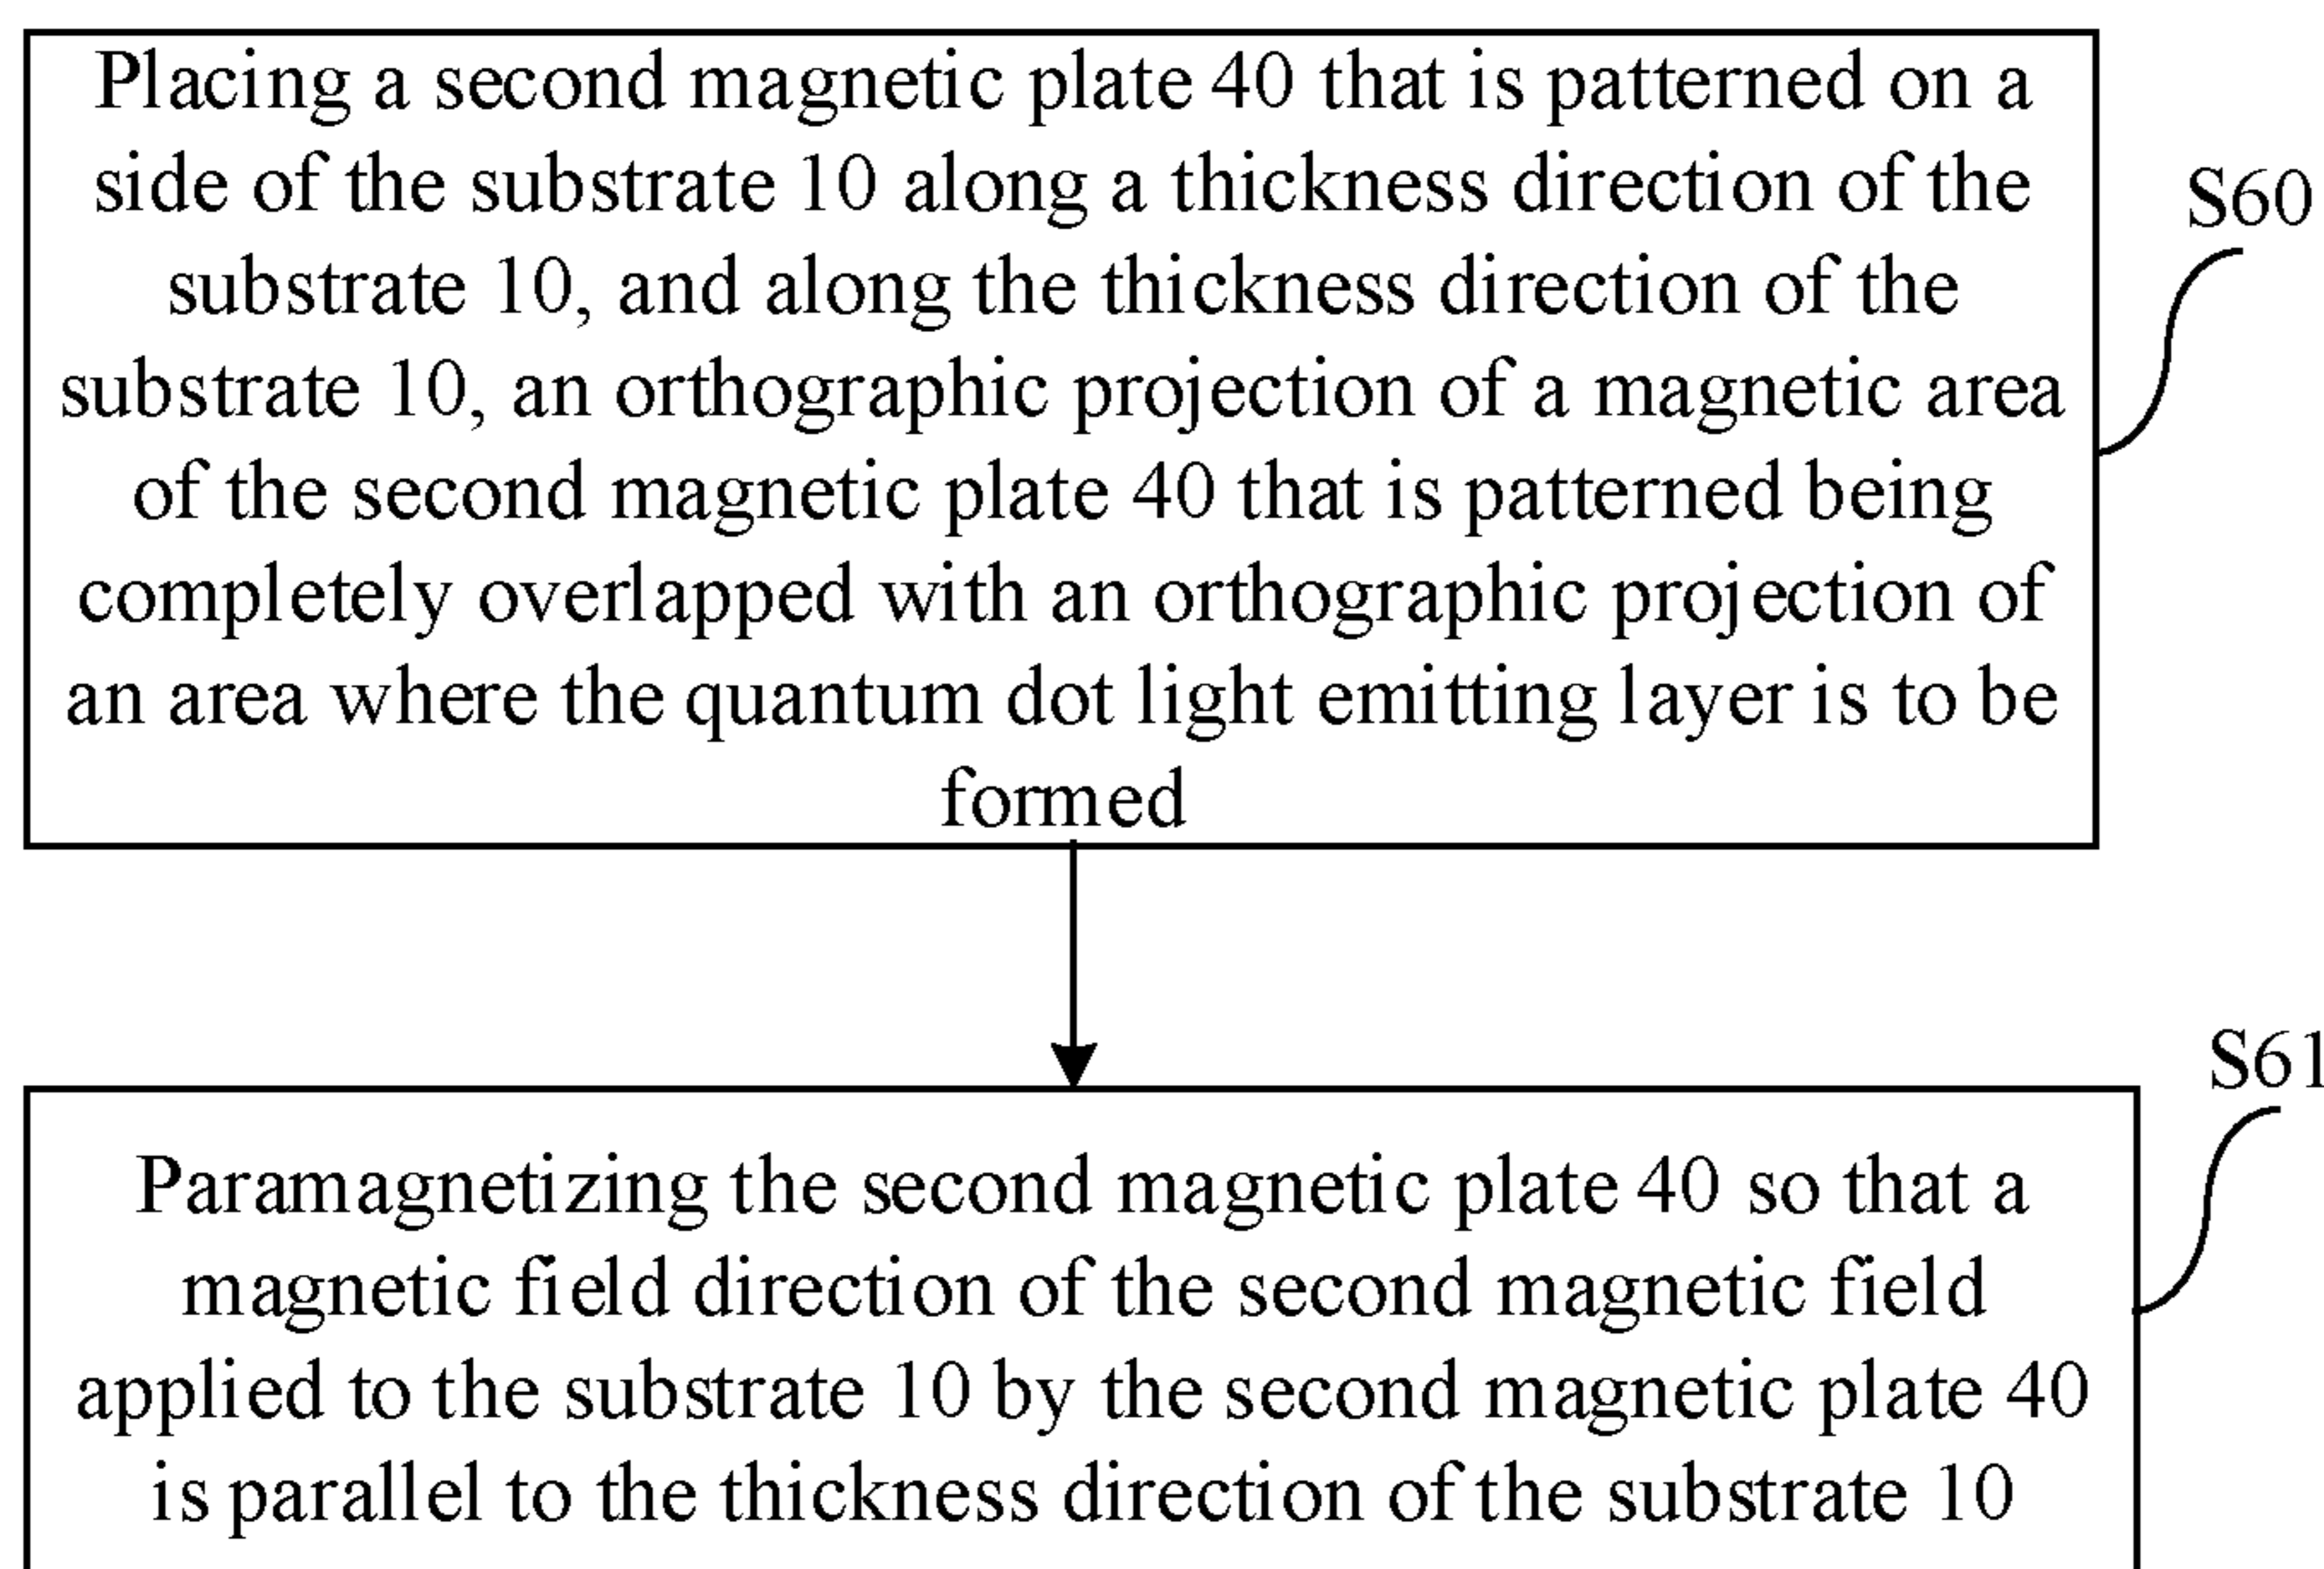 Placing a second magnetic plate 40 that is patterned on a
side of the substrate 10 along a thickness direction of the
substrate 10, and along the thickness direction of the
substrate 10, an orthographic projection of a magnetic area
of the second magnetic plate 40 that is patterned being
completely overlapped with an orthographic projection of
an area where the quantum dot light emitting layer is to be
formed
S60
Paramagnetizing the second magnetic plate 40 so that a
magnetic field direction of the second magnetic field
applied to the substrate 10 by the second magnetic plate 40
is parallel to the thickness direction of the substrate 10
S61